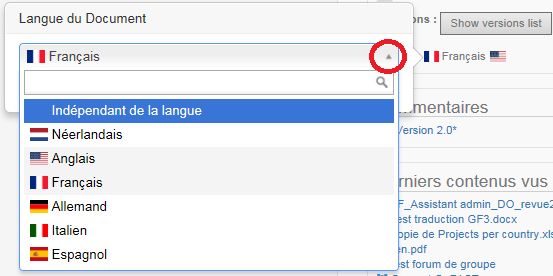 Langue du Document
Français
Indépendant de la langue
Néerlandais
Anglais
Français
Allemand
Italien
Espagnol
ons :
Show versions list
Français
mmentaires
Version 2.0*
rniers contenus vus
F_Assistant admin_DO_revue2
est traduction GF3.docx
opie de Projects per country.xls
en.pdf
st forum de groupe